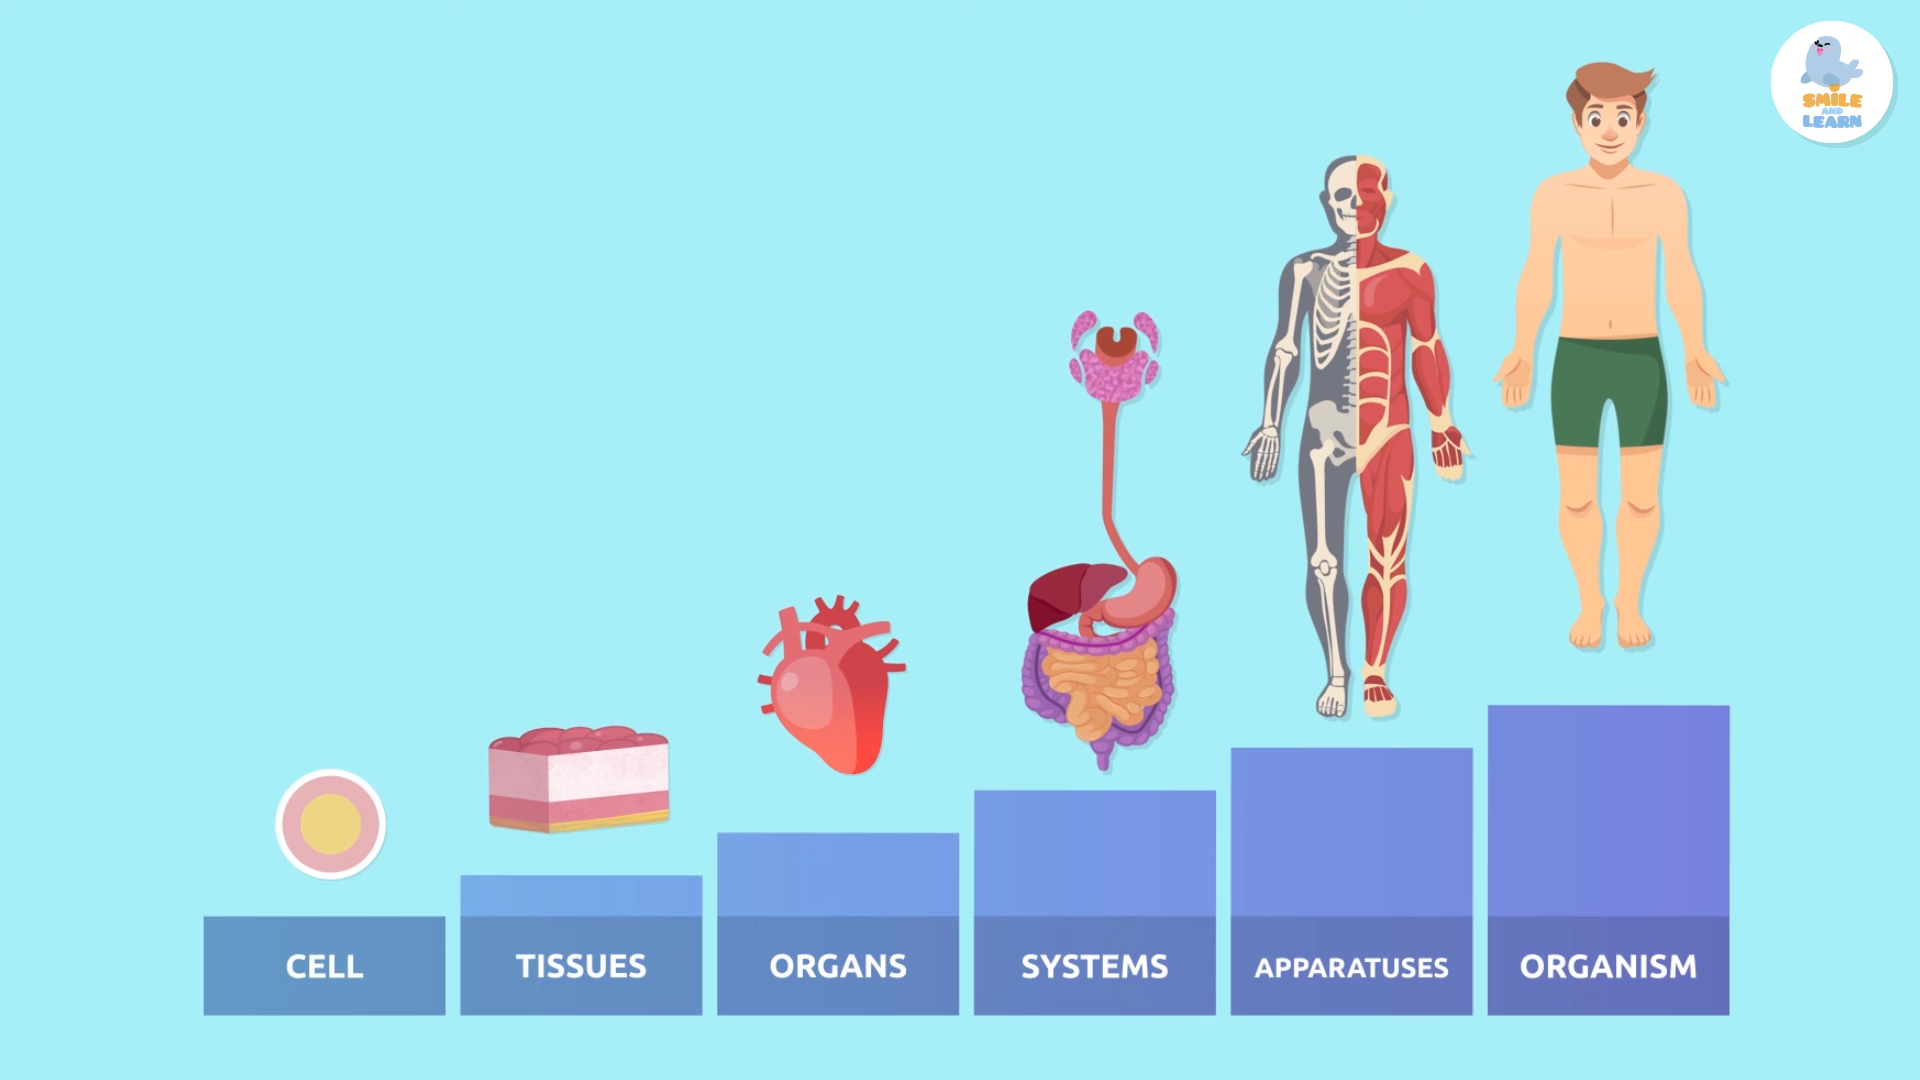 SMILE
AND
LEARN
CELL
TISSUES
ORGANS
SYSTEMS
APPARATUSES
ORGANISM